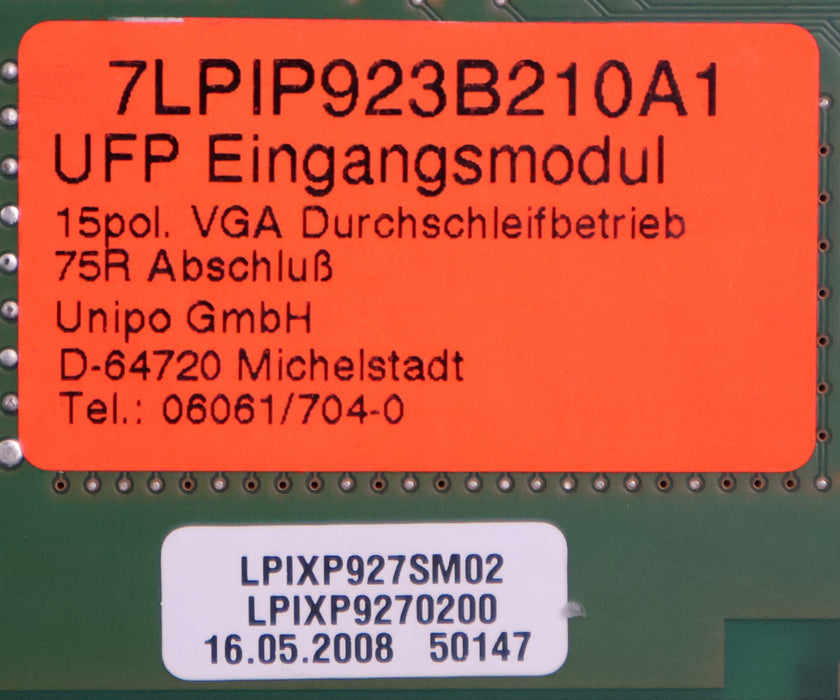 7LPIP923B210A1
UFP Eingangsmodul
15pol. VGA Durchschleifbetrieb
75R Abschluß
Unipo GmbH
D-64720 Michelstadt
Tel.: 06061/704-0
LPIXP927SM02
LPIXP9270200
16.05.2008 50147